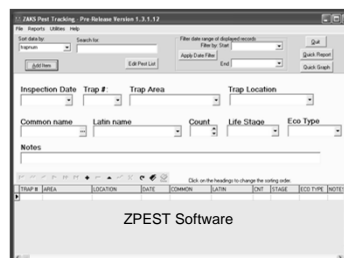 ZAKS Pest Tracking - Pre Release Version 1.3.1.12
File Reports Utilities Help
Sort data by: Search for: Filter date range of displayed records
trapnum Filter by: Start Quit
Apply Date Filter Quick Report
Add Item Edit Pest List End Quick Graph
Inspection Date Trap #: Trap Area Trap Location
Common name Latin name Count Life Stage Eco Type
Notes
Click on the headings to change the sorting order.
TRAP # AREA LOCATION DATE COMMON LATIN CNT STAGE ECO TYPE NOTES
ZPEST Software